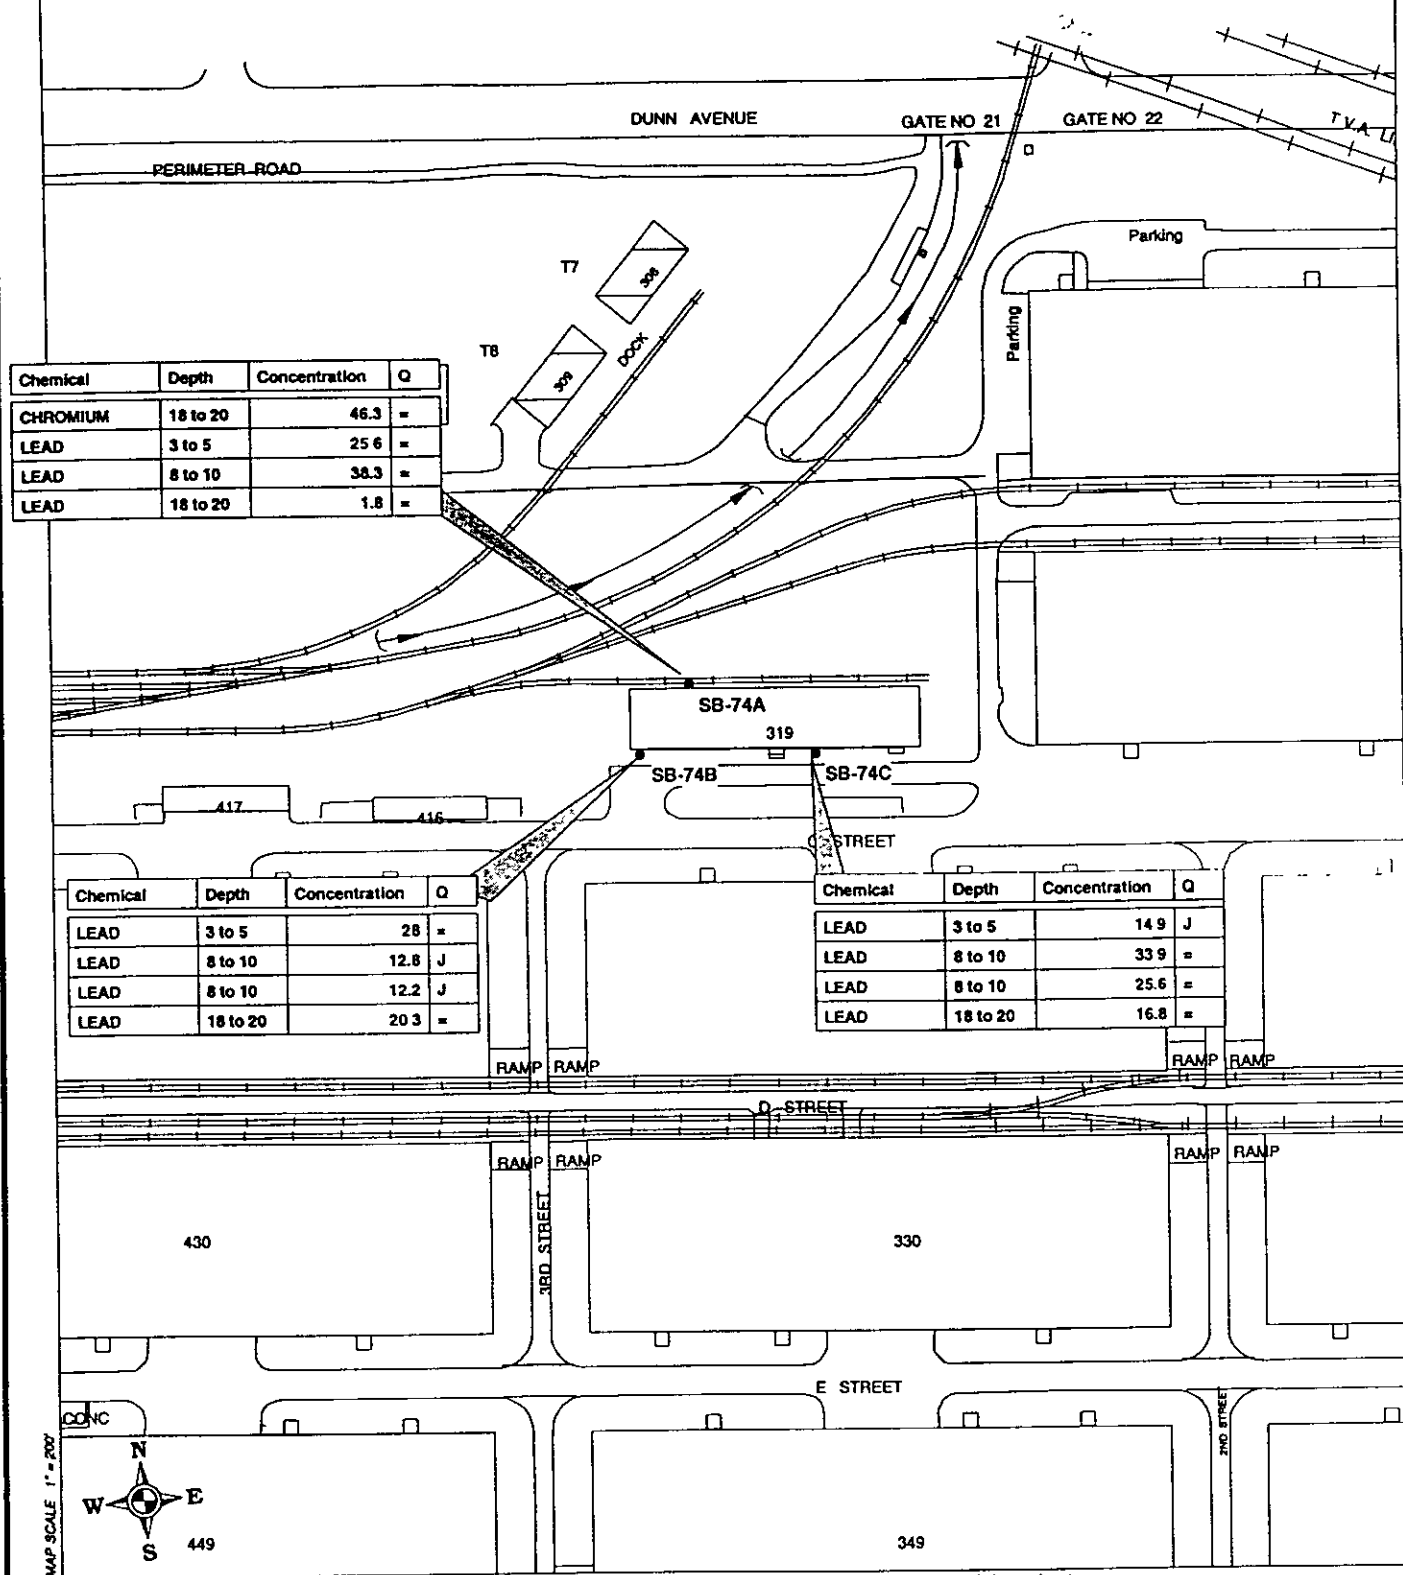 DUNN AVENUE
GATE NO 21
GATE NO 22
T.V.A.
PERIMETER ROAD
Parking
T7
308
Parking
T8
309
DOCK
B
Chemical Depth Concentration Q
CHROMIUM 18 to 20 46.3 =
LEAD 3 to 5 25 6 =
LEAD 8 to 10 38.3 =
LEAD 18 to 20 1.8 =
SB-74A
319
SB-74B
SB-74C
417
416
C STREET
Chemical Depth Concentration Q
LEAD 3 to 5 28 =
LEAD 8 to 10 12.8 J
LEAD 8 to 10 12.2 J
LEAD 18 to 20 20 3 =
Chemical Depth Concentration Q
LEAD 3 to 5 14 9 J
LEAD 8 to 10 33 9 =
LEAD 8 to 10 25.6 =
LEAD 18 to 20 16.8 =
RAMP RAMP
RAMP RAMP
D STREET
RAMP RAMP
RAMP RAMP
3RD STREET
430
330
E STREET
CONC
2ND STREET
MAP SCALE 1" = 200'
N
W E
S
449
349